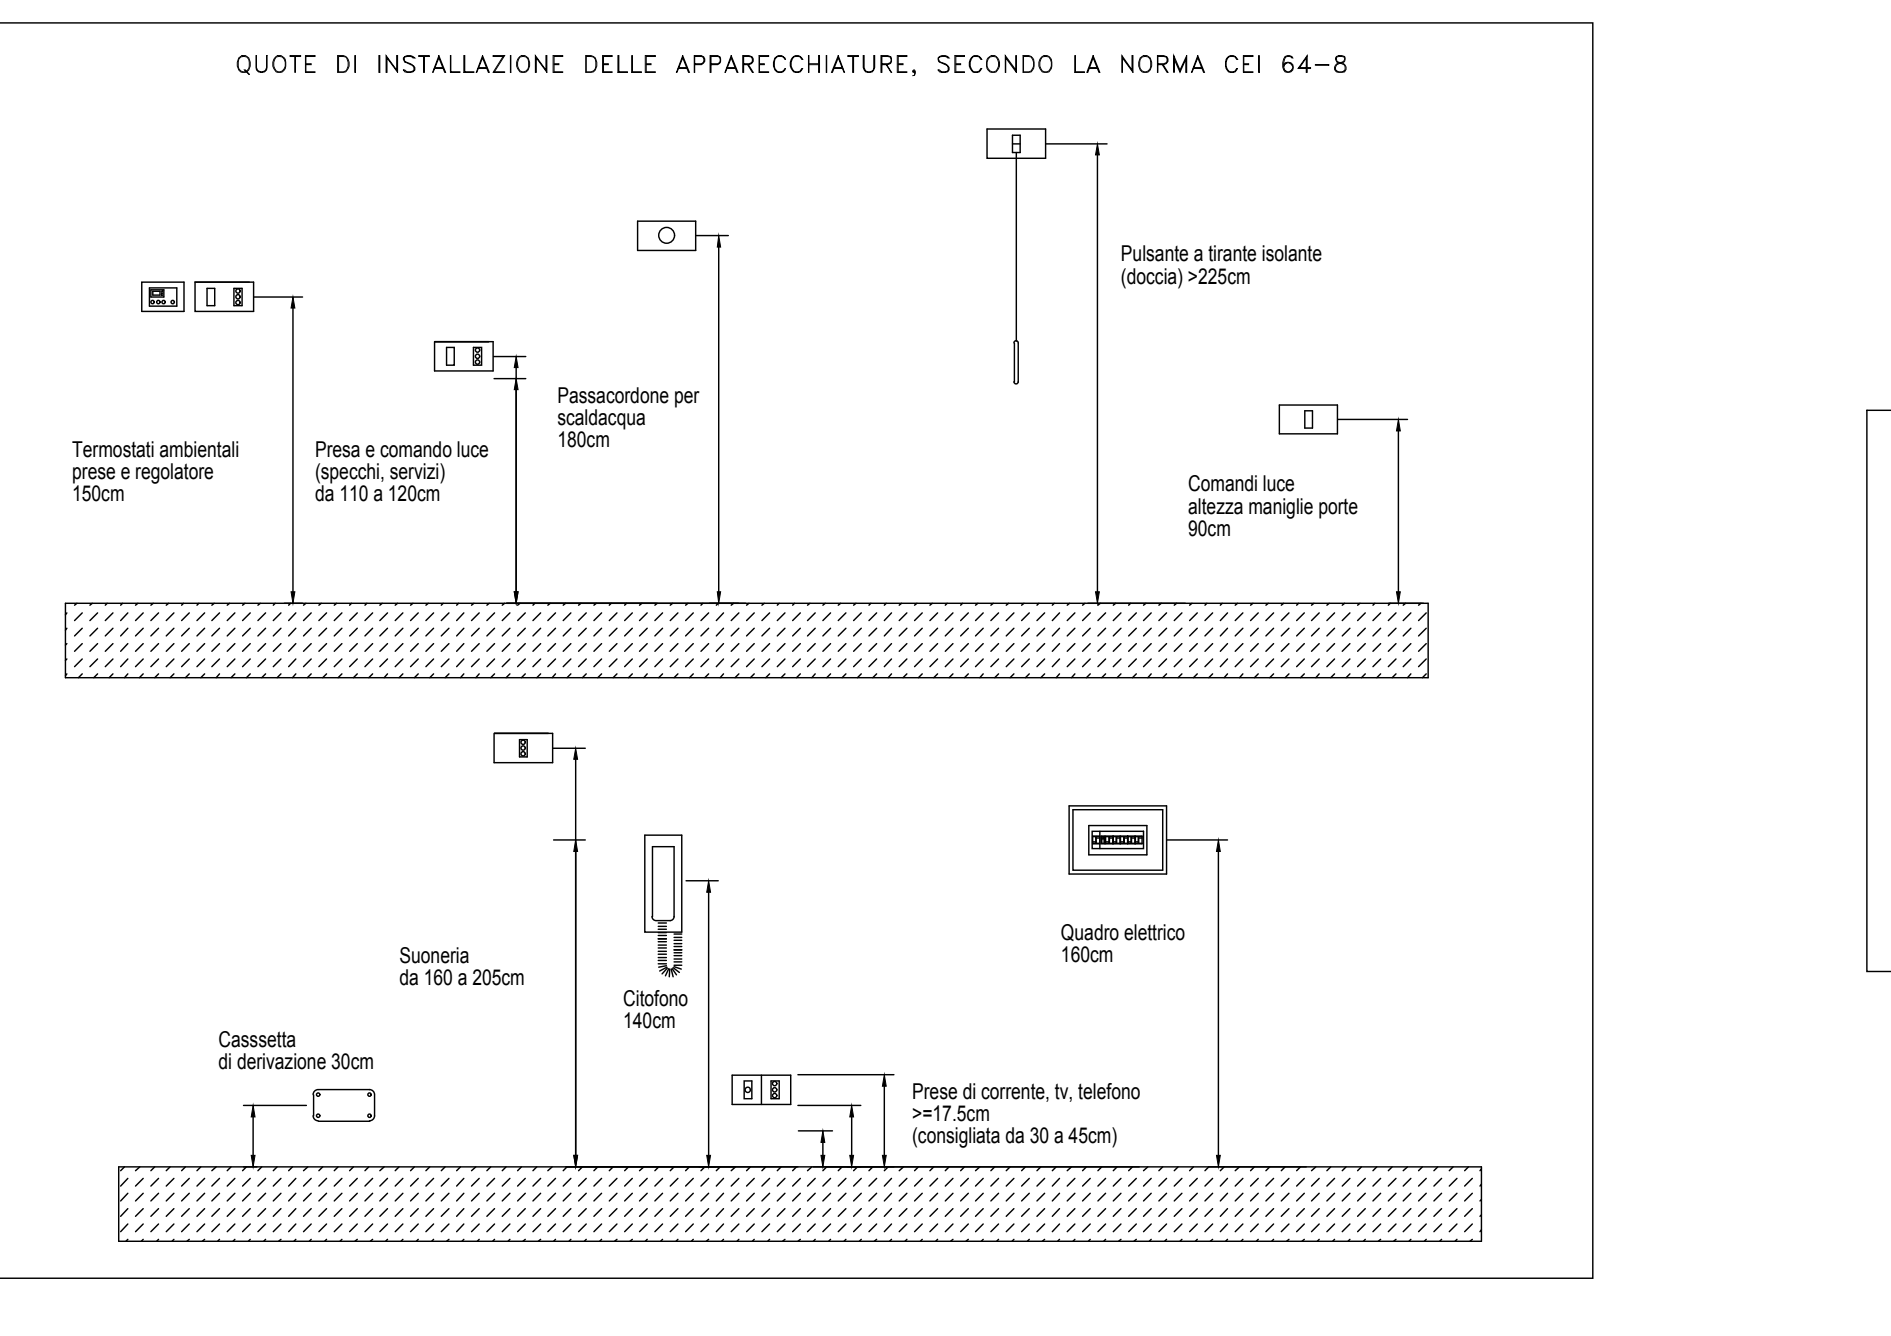 QUOTE DI INSTALLAZIONE DELLE APPARECCHIATURE, SECONDO LA NORMA CEI 64-8
Pulsante a tirante isolante
(doccia) >225cm
Passacordone per
scaldacqua
180cm
Termostati ambientali
prese e regolatore
150cm
Presa e comando luce
(specchi, servizi)
da 110 a 120cm
Comandi luce
altezza maniglie porte
90cm
Suoneria
da 160 a 205cm
Quadro elettrico
160cm
Citofono
140cm
Casssetta
di derivazione 30cm
Prese di corrente, tv, telefono
>=17.5cm
(consigliata da 30 a 45cm)